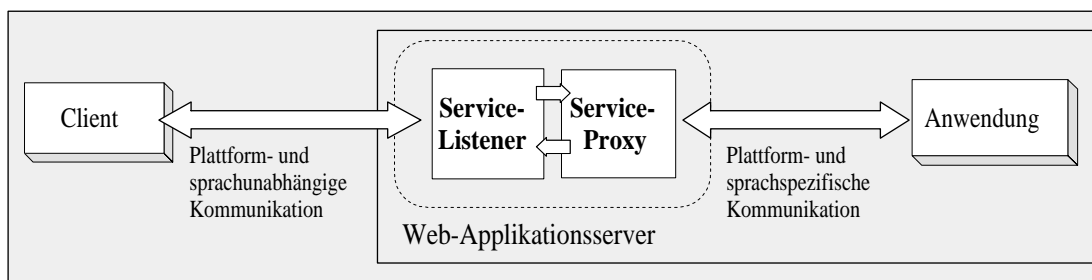 Client
Plattform- und
sprachunabhängige
Kommunikation
Service-
Listener
Service-
Proxy
Plattform- und
sprachspezifische
Kommunikation
Anwendung
Web-Applikationsserver